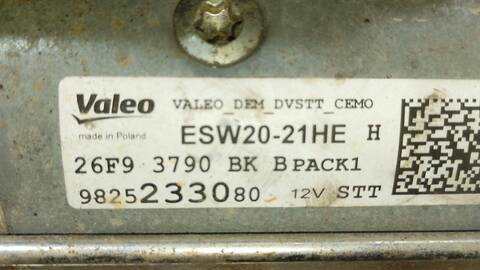 Valeo VALEO_DEM_DVSTT_CEMO
made in Poland ESW20-21HE H
26F9 3790 BK BPACK1
9825233080 12V STT